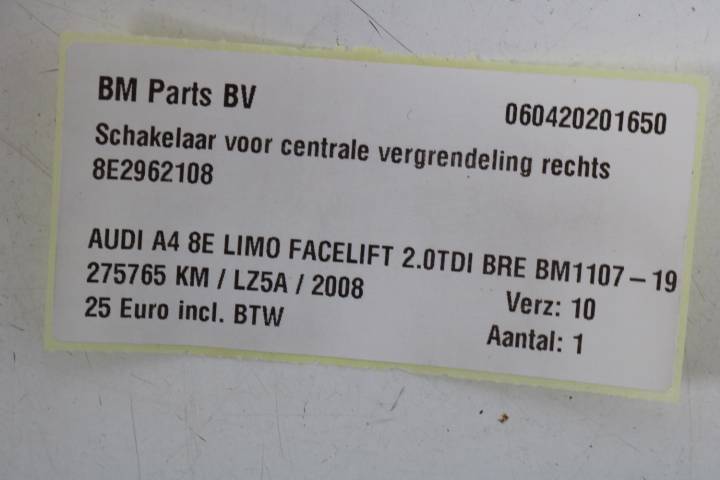 BM Parts BV
060420201650
Schakelaar voor centrale vergrendeling rechts
8E2962108
AUDI A4 8E LIMO FACELIFT 2.0TDI BRE BM1107-19
275765 KM / LZ5A / 2008
Verz: 10
25 Euro incl. BTW
Aantal: 1